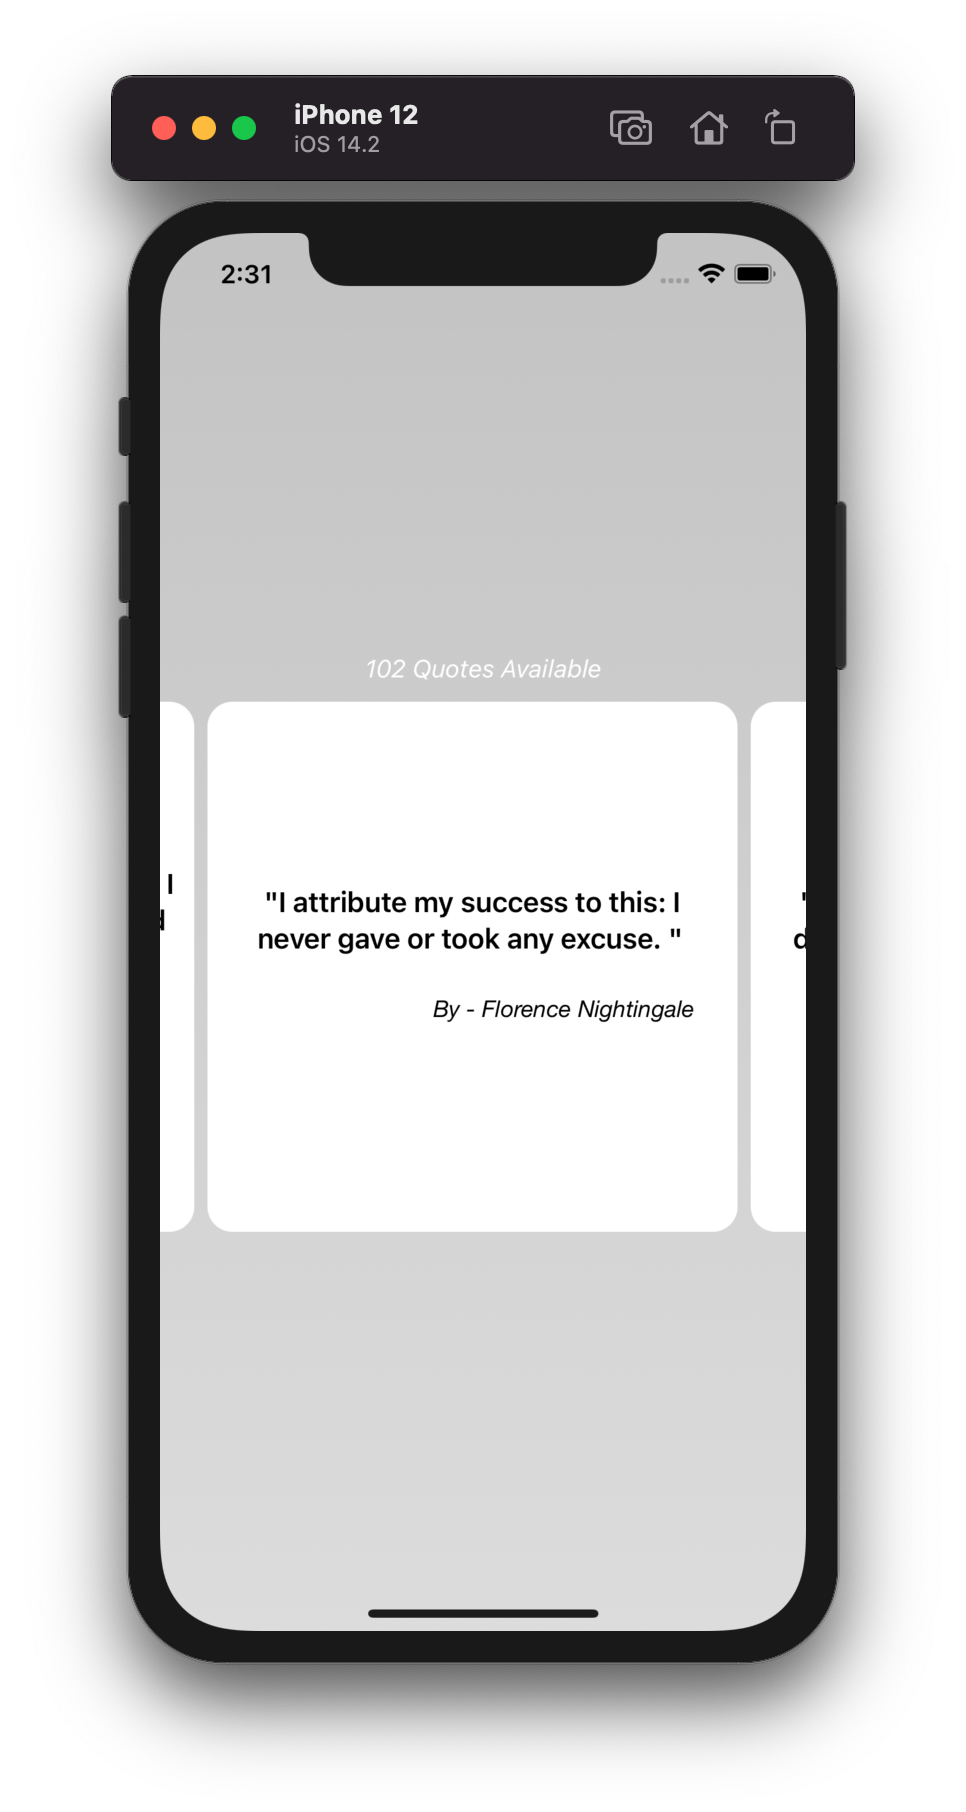 iPhone 12
iOS 14.2
2:31
102 Quotes Available
I
"I attribute my success to this: I
never gave or took any excuse. "
By - Florence Nightingale
"
d